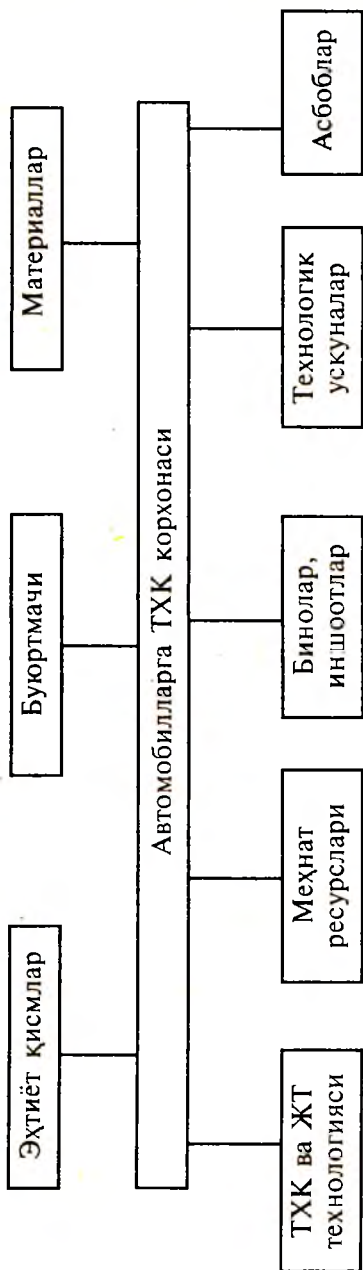 Эҳтиёт қисмлар
Буюртмачи
Материаллар
Автомобилларга ТХК корхонаси
ТХК ва ЖТ
технологияси
Меҳнат
ресурслари
Бинолар,
иншоотлар
Технологик
ускуналар
Асбоблар